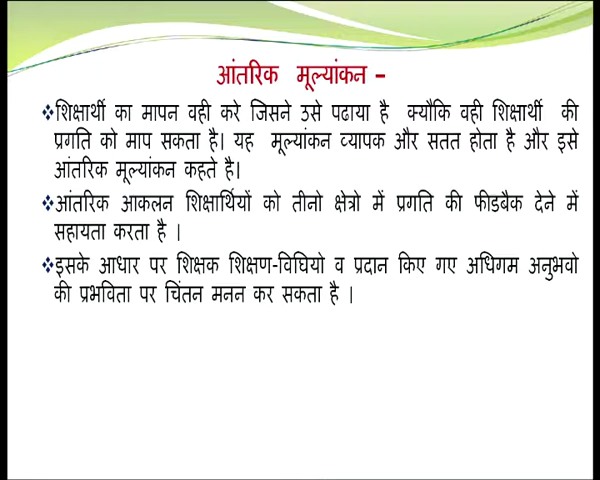 आंतरिक मूल्यांकन –
❖शिक्षार्थी का मापन वही करे जिसने उसे पढाया है क्यौकि वही शिक्षार्थी की
प्रगति को माप सकता है। यह मूल्यांकन व्यापक और सतत होता है और इसे
आंतरिक मूल्यांकन कहते है।
❖आंतरिक आकलन शिक्षार्थियों को तीनो क्षेत्रो में प्रगति की फीडबैक देने में
सहायता करता है ।
❖इसके आधार पर शिक्षक शिक्षण-विघियो व प्रदान किए गए अधिगम अनुभवो
की प्रभविता पर चिंतन मनन कर सकता है ।